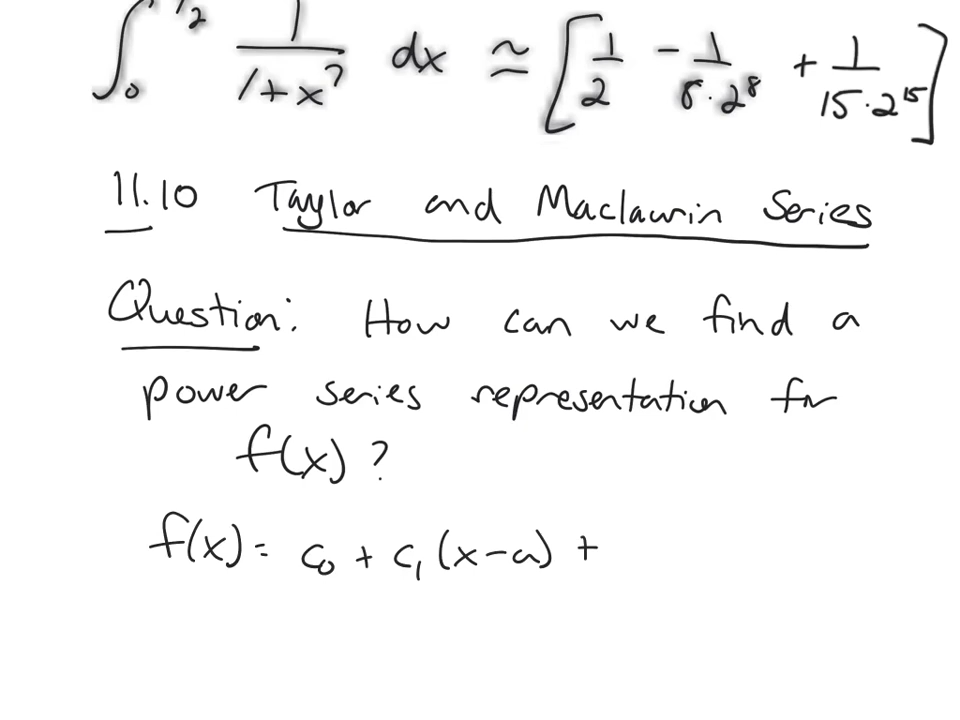 ∫₀^1/2 1/(1+x⁷) dx ≃ [1/2 - 1/(8·2⁸) + 1/(15·2¹⁵)]
11.10 Taylor and Maclaurin Series
Question: How can we find a
power series representation for
f(x)?
f(x) = c₀ + c₁(x-a) +